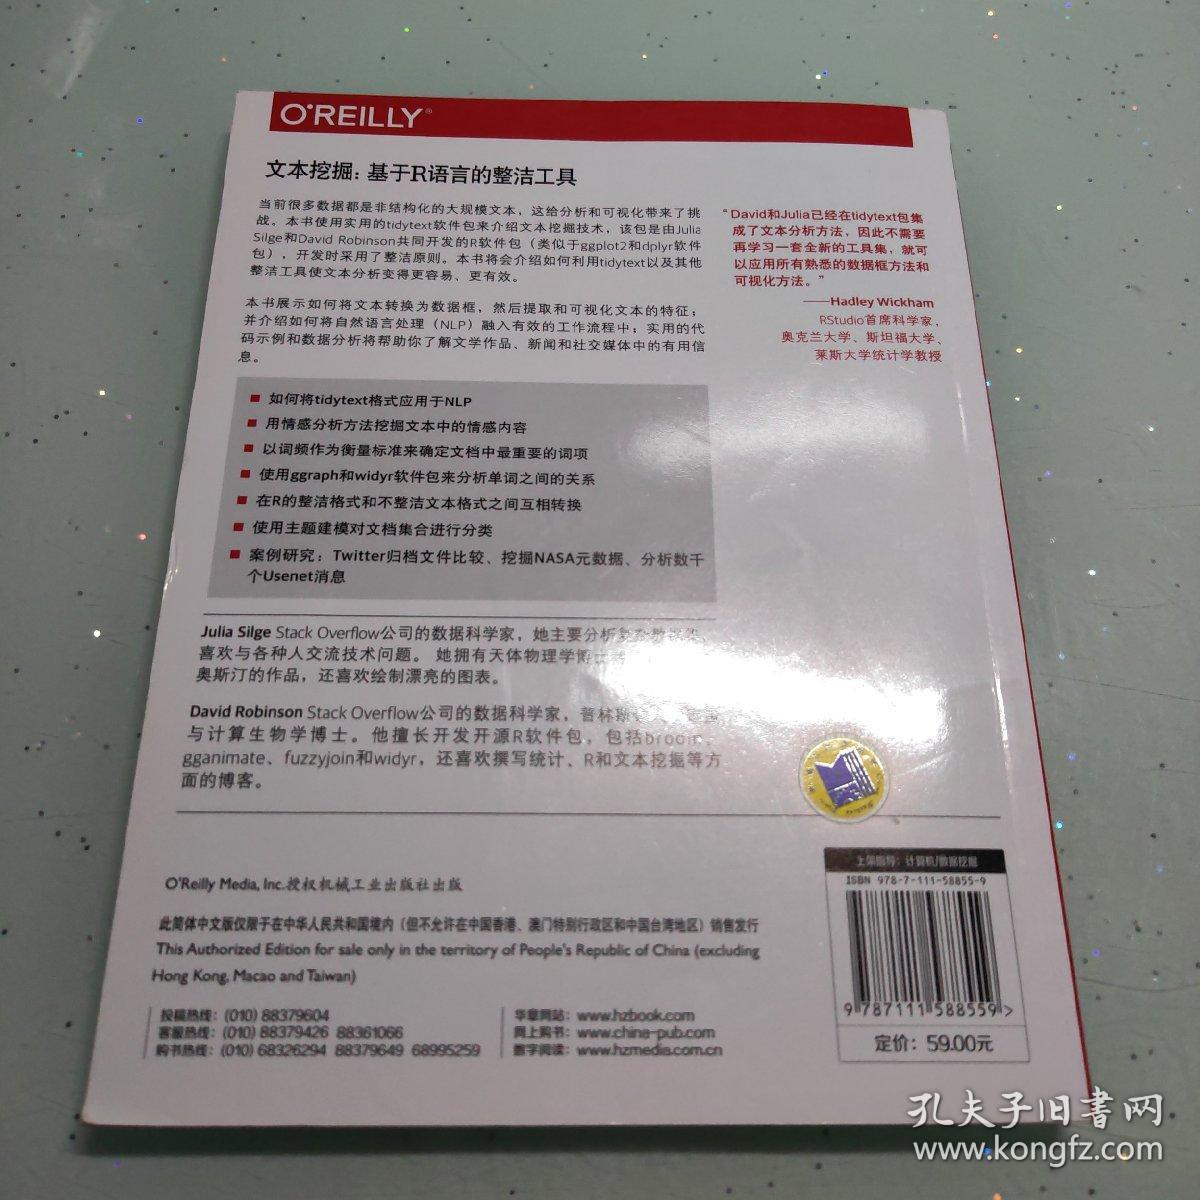 O'REILLY®
文本挖掘：基于R语言的整洁工具
当前很多数据都是非结构化的大规模文本，这给分析和可视化带来了挑
战。本书使用实用的tidytext软件包来介绍文本挖掘技术，该包是由Julia
Silge和David Robinson共同开发的R软件包（类似于ggplot2和dplyr软件
包），开发时采用了整洁原则。本书将会介绍如何利用tidytext以及其他
整洁工具使文本分析变得更容易、更有效。
本书展示如何将文本转换为数据框，然后提取和可视化文本的特征；
并介绍如何将自然语言处理（NLP）融入有效的工作流程中；实用的代
码示例和数据分析将帮助你了解文学作品、新闻和社交媒体中的有用信
息。
“David和Julia已经在tidytext包集
成了文本分析方法，因此不需要
再学习一套全新的工具集，就可
以应用所有熟悉的数据框方法和
可视化方法。”
——Hadley Wickham
RStudio首席科学家，
奥克兰大学、斯坦福大学、
莱斯大学统计学教授
如何将tidytext格式应用于NLP
用情感分析方法挖掘文本中的情感内容
以词频作为衡量标准来确定文档中最重要的词项
使用ggraph和widyr软件包来分析单词之间的关系
在R的整洁格式和不整洁文本格式之间互相转换
使用主题建模对文档集合进行分类
案例研究：Twitter归档文件比较、挖掘NASA元数据、分析数千
个Usenet消息
Julia Silge Stack Overflow公司的数据科学家，她主要分析复杂数据集，
喜欢与各种人交流技术问题。她拥有天体物理学博士
奥斯汀的作品，还喜欢绘制漂亮的图表。
David Robinson Stack Overflow公司的数据科学家，普林斯
与计算生物学博士。他擅长开发开源R软件包，包括broom、
gganimate、fuzzyjoin和widyr，还喜欢撰写统计、R和文本挖掘等方
面的博客。
O'Reilly Media, Inc.授权机械工业出版社出版
此简体中文版仅限于在中华人民共和国境内（但不允许在中国香港、澳门特别行政区和中国台湾地区）销售发行
This Authorized Edition for sale only in the territory of People's Republic of China (excluding
Hong Kong, Macao and Taiwan)
投稿热线：(010) 88379604
客服热线：(010) 88379426 88361066
购书热线：(010) 68326294 88379649 68995259
华章网站：www.hzbook.com
网上购书：www.china-pub.com
数字阅读：www.hzmedia.com.cn
上架指导：计算机/数据挖掘
ISBN 978-7-111-58855-9
9 787111 588559 >
定价：59.00元
孔夫子旧书网
www.kongfz.com